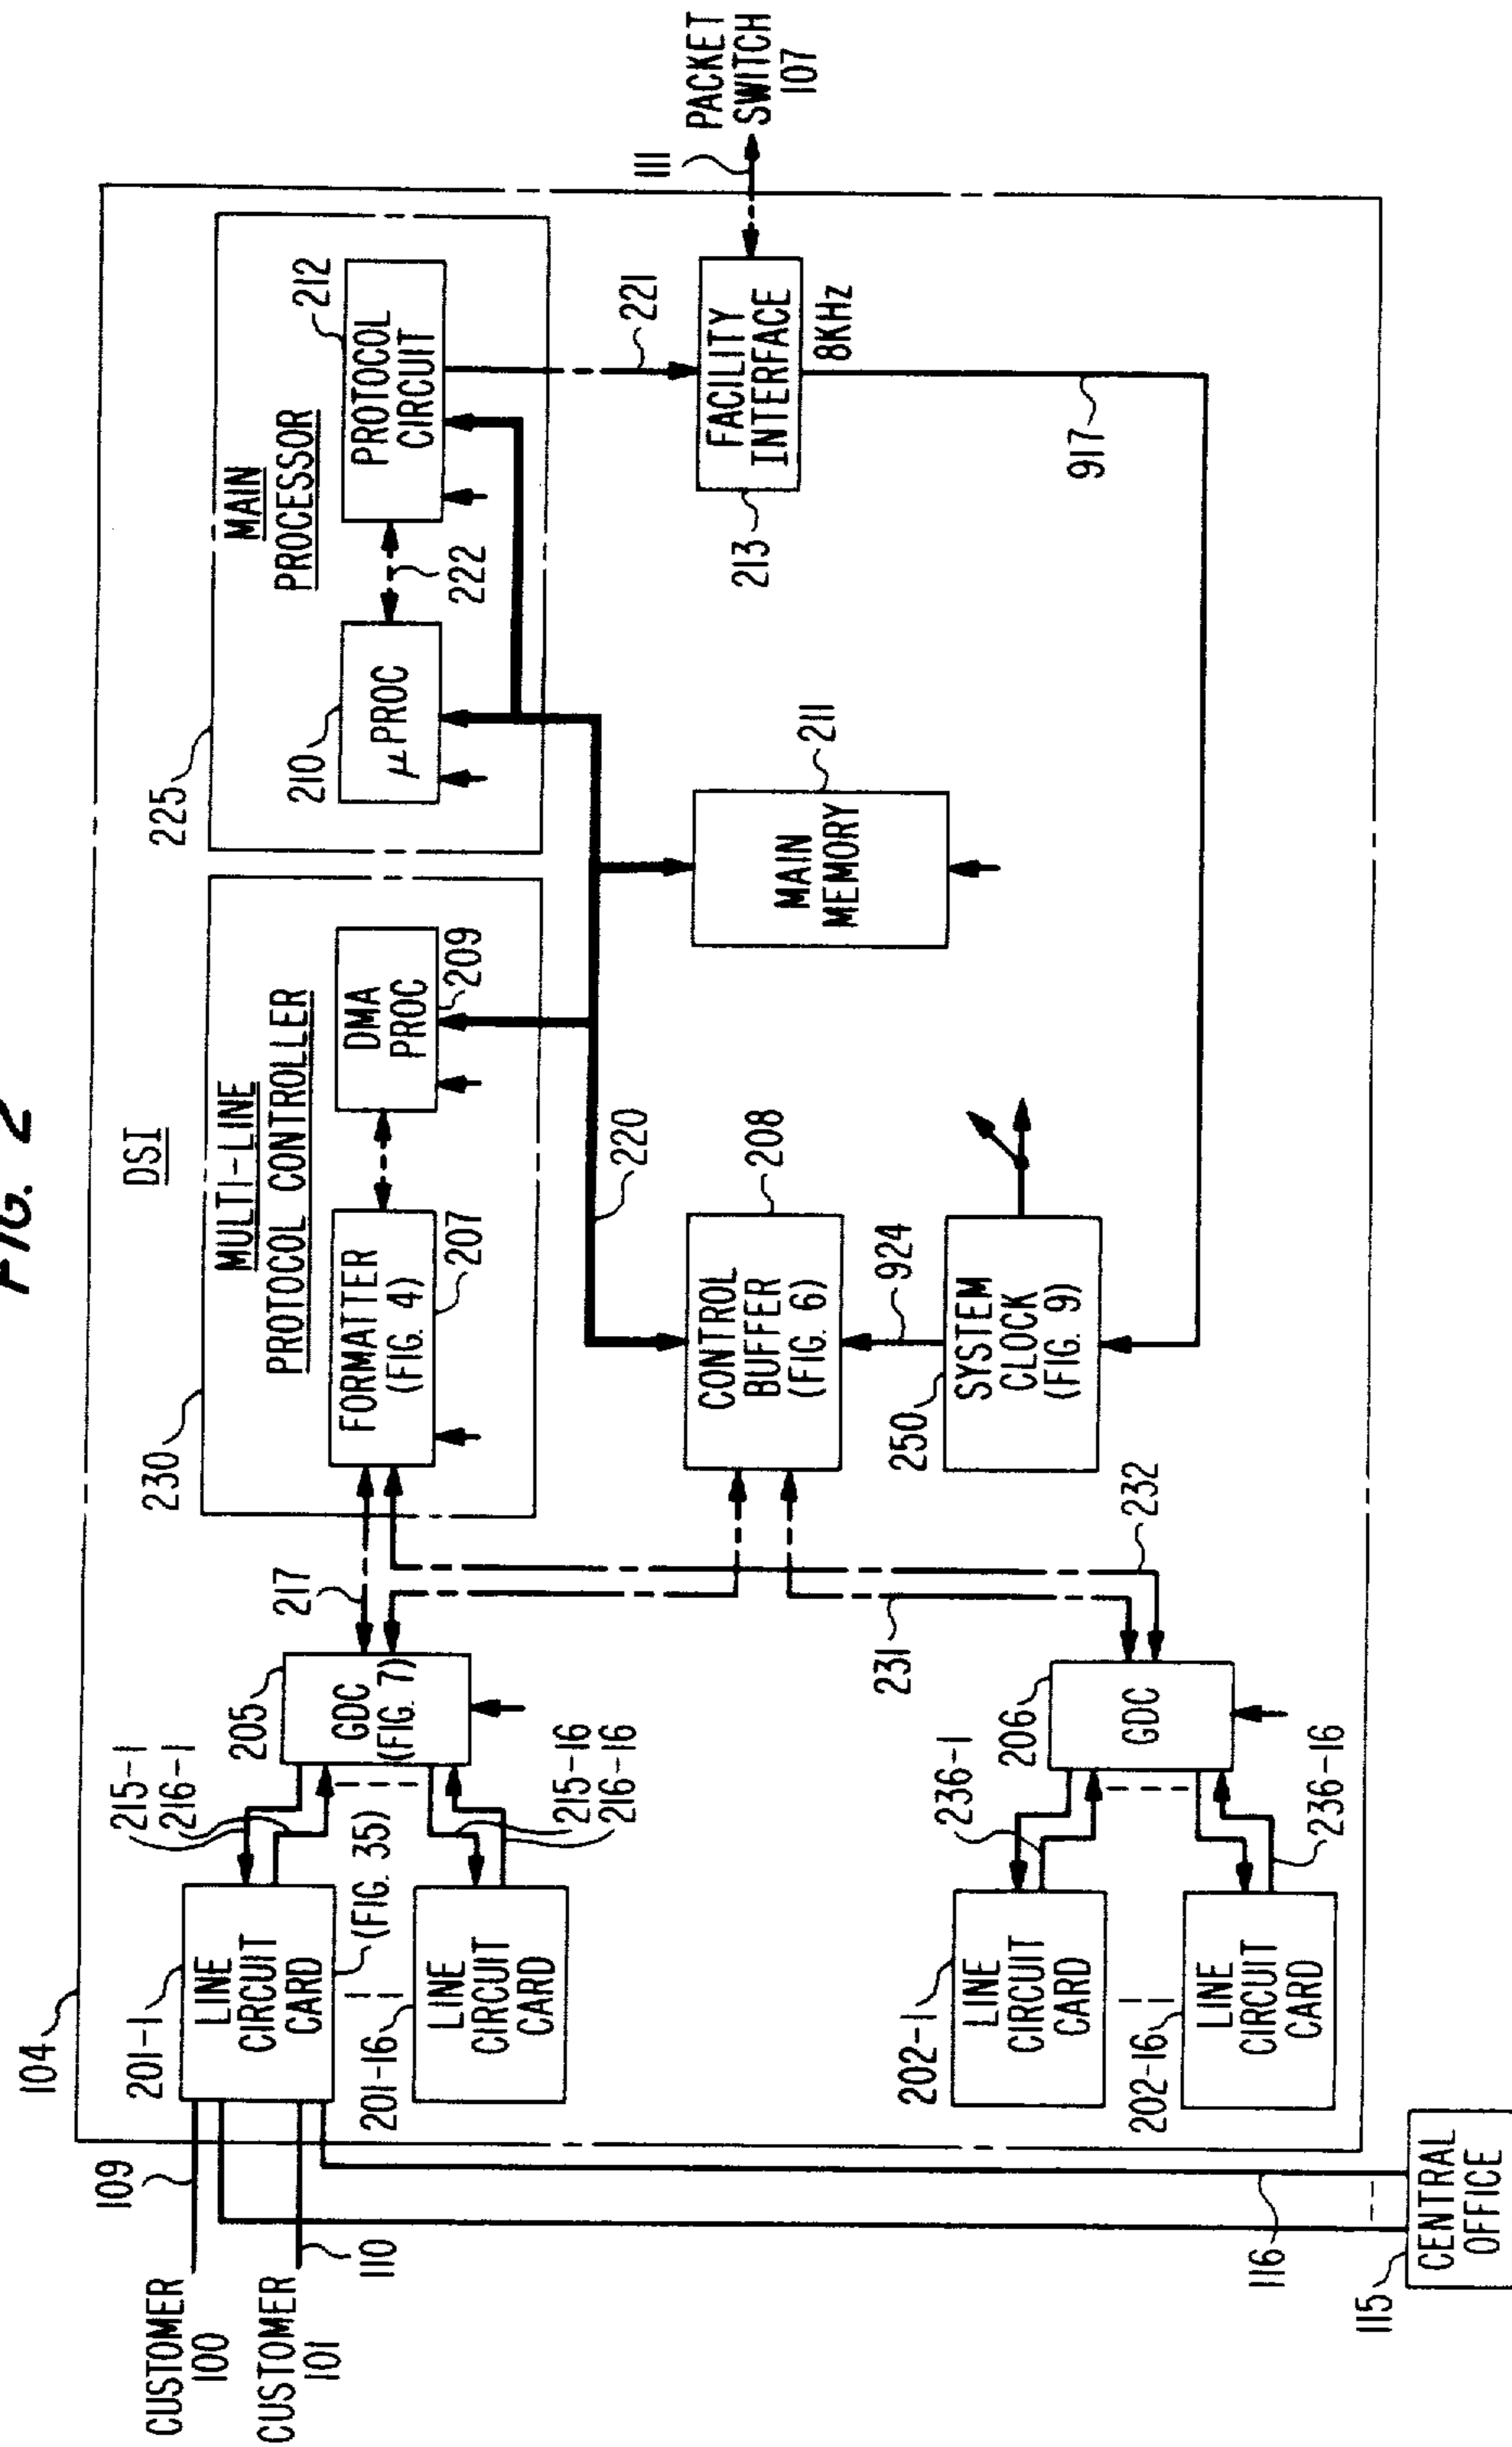 FIG. 2
104
DSI
CUSTOMER
100
109
CUSTOMER
101
110
201-1
LINE
CIRCUIT
CARD
(FIG. 35)
201-16
LINE
CIRCUIT
CARD
215-1
216-1
215-16
216-16
205
GDC
(FIG. 7)
217
230
MULTI-LINE
PROTOCOL CONTROLLER
FORMATTER
(FIG. 4)
207
DMA
PROC
209
225
MAIN
PROCESSOR
210
μPROC
222
PROTOCOL
CIRCUIT
212
221
220
CONTROL
BUFFER
(FIG. 6)
208
924
250
SYSTEM
CLOCK
(FIG. 9)
MAIN
MEMORY
211
FACILITY
INTERFACE
213
8KHz
917
111
PACKET
SWITCH
107
231
232
202-1
LINE
CIRCUIT
CARD
202-16
LINE
CIRCUIT
CARD
236-1
236-16
206
GDC
116
115
CENTRAL
OFFICE